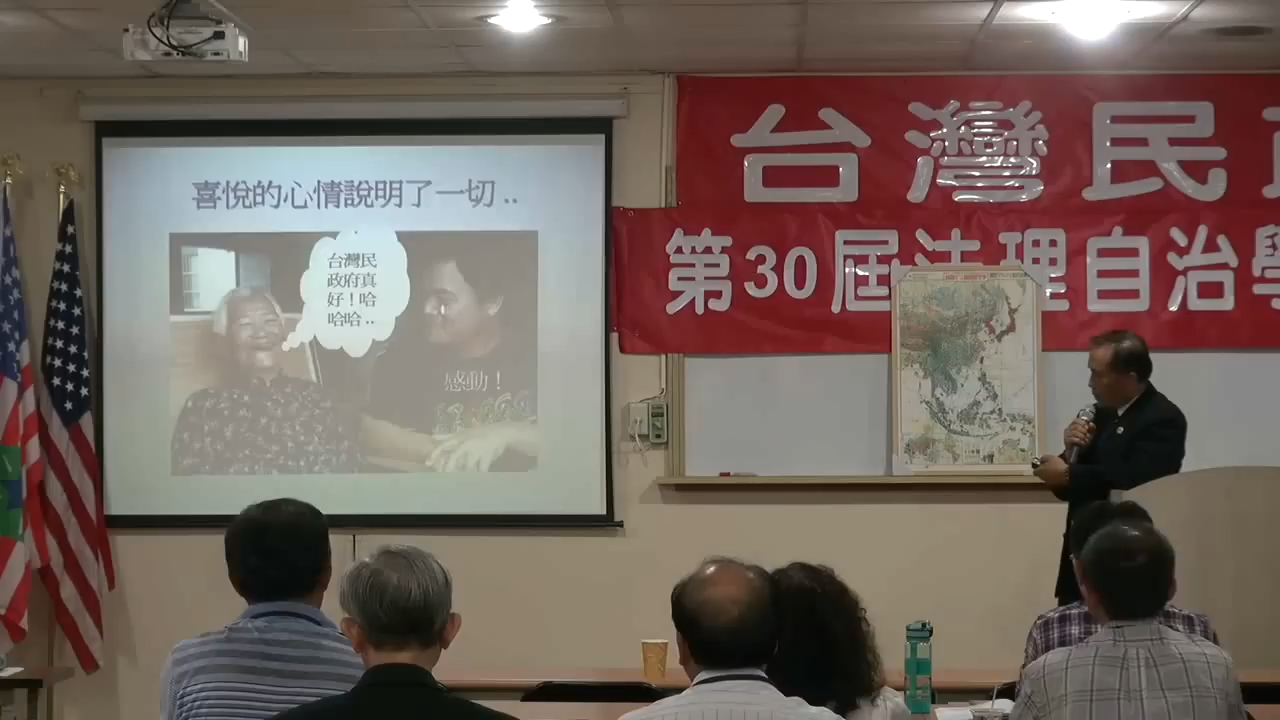 台灣民
第30屆法理自治學
喜悅的心情說明了一切..
台灣民
政府真
好！哈
哈哈..
感動！